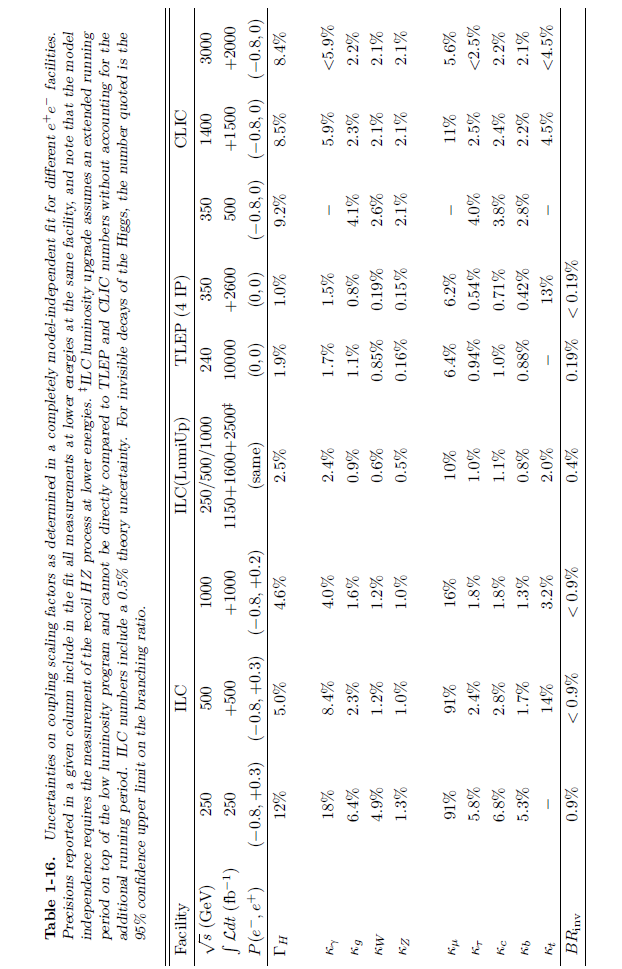 Table 1-16. Uncertainties on coupling scaling factors as determined in a completely model-independent fit for different e⁺e⁻ facilities.
Precisions reported in a given column include in the fit all measurements at lower energies at the same facility, and note that the model
independence requires the measurement of the recoil HZ process at lower energies. ‡ILC luminosity upgrade assumes an extended running
period on top of the low luminosity program and cannot be directly compared to TLEP and CLIC numbers without accounting for the
additional running period. ILC numbers include a 0.5% theory uncertainty. For invisible decays of the Higgs, the number quoted is the
95% confidence upper limit on the branching ratio.
Facility ILC ILC(LumiUp) TLEP (4 IP) CLIC
√s (GeV) 250 500 1000 250/500/1000 240 350 350 1400 3000
∫Ldt (fb⁻¹) 250 +500 +1000 1150+1600+2500‡ 10000 +2600 500 +1500 +2000
P(e⁻, e⁺) (−0.8, +0.3) (−0.8, +0.3) (−0.8, +0.2) (same) (0, 0) (0, 0) (−0.8, 0) (−0.8, 0) (−0.8, 0)
Γ_H 12% 5.0% 4.6% 2.5% 1.9% 1.0% 9.2% 8.5% 8.4%
κ_γ 18% 8.4% 4.0% 2.4% 1.7% 1.5% − 5.9% <5.9%
κ_g 6.4% 2.3% 1.6% 0.9% 1.1% 0.8% 4.1% 2.3% 2.2%
κ_W 4.9% 1.2% 1.2% 0.6% 0.85% 0.19% 2.6% 2.1% 2.1%
κ_Z 1.3% 1.0% 1.0% 0.5% 0.16% 0.15% 2.1% 2.1% 2.1%
κ_μ 91% 91% 16% 10% 6.4% 6.2% − 11% 5.6%
κ_τ 5.8% 2.4% 1.8% 1.0% 0.94% 0.54% 4.0% 2.5% <2.5%
κ_c 6.8% 2.8% 1.8% 1.1% 1.0% 0.71% 3.8% 2.4% 2.2%
κ_b 5.3% 1.7% 1.3% 0.8% 0.88% 0.42% 2.8% 2.2% 2.1%
κ_t − 14% 3.2% 2.0% − 13% − 4.5% <4.5%
BR_inv 0.9% < 0.9% < 0.9% 0.4% 0.19% < 0.19%